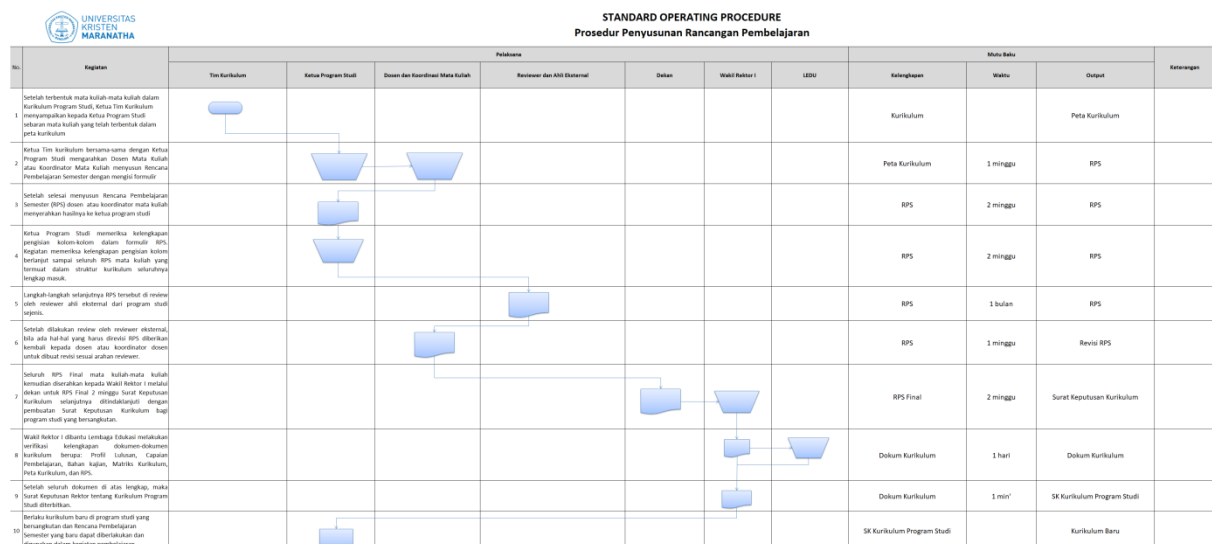 UNIVERSITAS
KRISTEN
MARANATHA
STANDARD OPERATING PROCEDURE
Prosedur Penyusunan Rancangan Pembelajaran
No.
Kegiatan
Pelaksana
Mutu Baku
Keterangan
Tim Kurikulum
Ketua Program Studi
Dosen dan Koordinasi Mata Kuliah
Reviewer dan Ahli Eksternal
Dekan
Wakil Rektor I
LEDU
Kelengkapan
Waktu
Output
1
Setelah terbentuk mata kuliah-mata kuliah dalam
Kurikulum Program Studi, Ketua Tim Kurikulum
menyampaikan kepada Ketua Program Studi
sebaran mata kuliah yang telah terbentuk dalam
peta kurikulum
Kurikulum
Peta Kurikulum
2
Ketua Tim kurikulum bersama-sama dengan Ketua
Program Studi mengarahkan Dosen Mata Kuliah
atau Koordinator Mata Kuliah menyusun Rencana
Pembelajaran Semester dengan mengisi formulir
Peta Kurikulum
1 minggu
RPS
3
Setelah selesai menyusun Rencana Pembelajaran
Semester (RPS) dosen atau koordinator mata kuliah
menyerahkan hasilnya ke ketua program studi
RPS
2 minggu
RPS
4
Ketua Program Studi memeriksa kelengkapan
pengisian kolom-kolom dalam formulir RPS.
Kegiatan memeriksa kelengkapan pengisian kolom
berlanjut sampai seluruh RPS mata kuliah yang
termuat dalam struktur kurikulum seluruhnya
lengkap masuk.
RPS
2 minggu
RPS
5
Langkah-langkah selanjutnya RPS tersebut di review
oleh reviewer ahli eksternal dari program studi
sejenis.
RPS
1 bulan
RPS
6
Setelah dilakukan review oleh reviewer eksternal,
bila ada hal-hal yang harus direvisi RPS diberikan
kembali kepada dosen atau koordinator dosen
untuk dibuat revisi sesuai arahan reviewer.
RPS
1 minggu
Revisi RPS
7
Seluruh RPS Final mata kuliah-mata kuliah
kemudian diserahkan kepada Wakil Rektor I melalui
dekan untuk RPS Final 2 minggu Surat Keputusan
Kurikulum selanjutnya ditindaklanjuti dengan
pembuatan Surat Keputusan Kurikulum bagi
program studi yang bersangkutan.
RPS Final
2 minggu
Surat Keputusan Kurikulum
8
Wakil Rektor I dibantu Lembaga Edukasi melakukan
verifikasi kelengkapan dokumen-dokumen
kurikulum berupa: Profil Lulusan, Capaian
Pembelajaran, Bahan kajian, Matriks Kurikulum,
Peta Kurikulum, dan RPS.
Dokum Kurikulum
1 hari
Dokum Kurikulum
9
Setelah seluruh dokumen di atas lengkap, maka
Surat Keputusan Rektor tentang Kurikulum Program
Studi diterbitkan.
Dokum Kurikulum
1 min'
SK Kurikulum Program Studi
10
Berlaku kurikulum baru di program studi yang
bersangkutan dan Rencana Pembelajaran
Semester yang baru dapat diberlakukan dan
digunakan dalam kegiatan pembelajaran
SK Kurikulum Program Studi
Kurikulum Baru